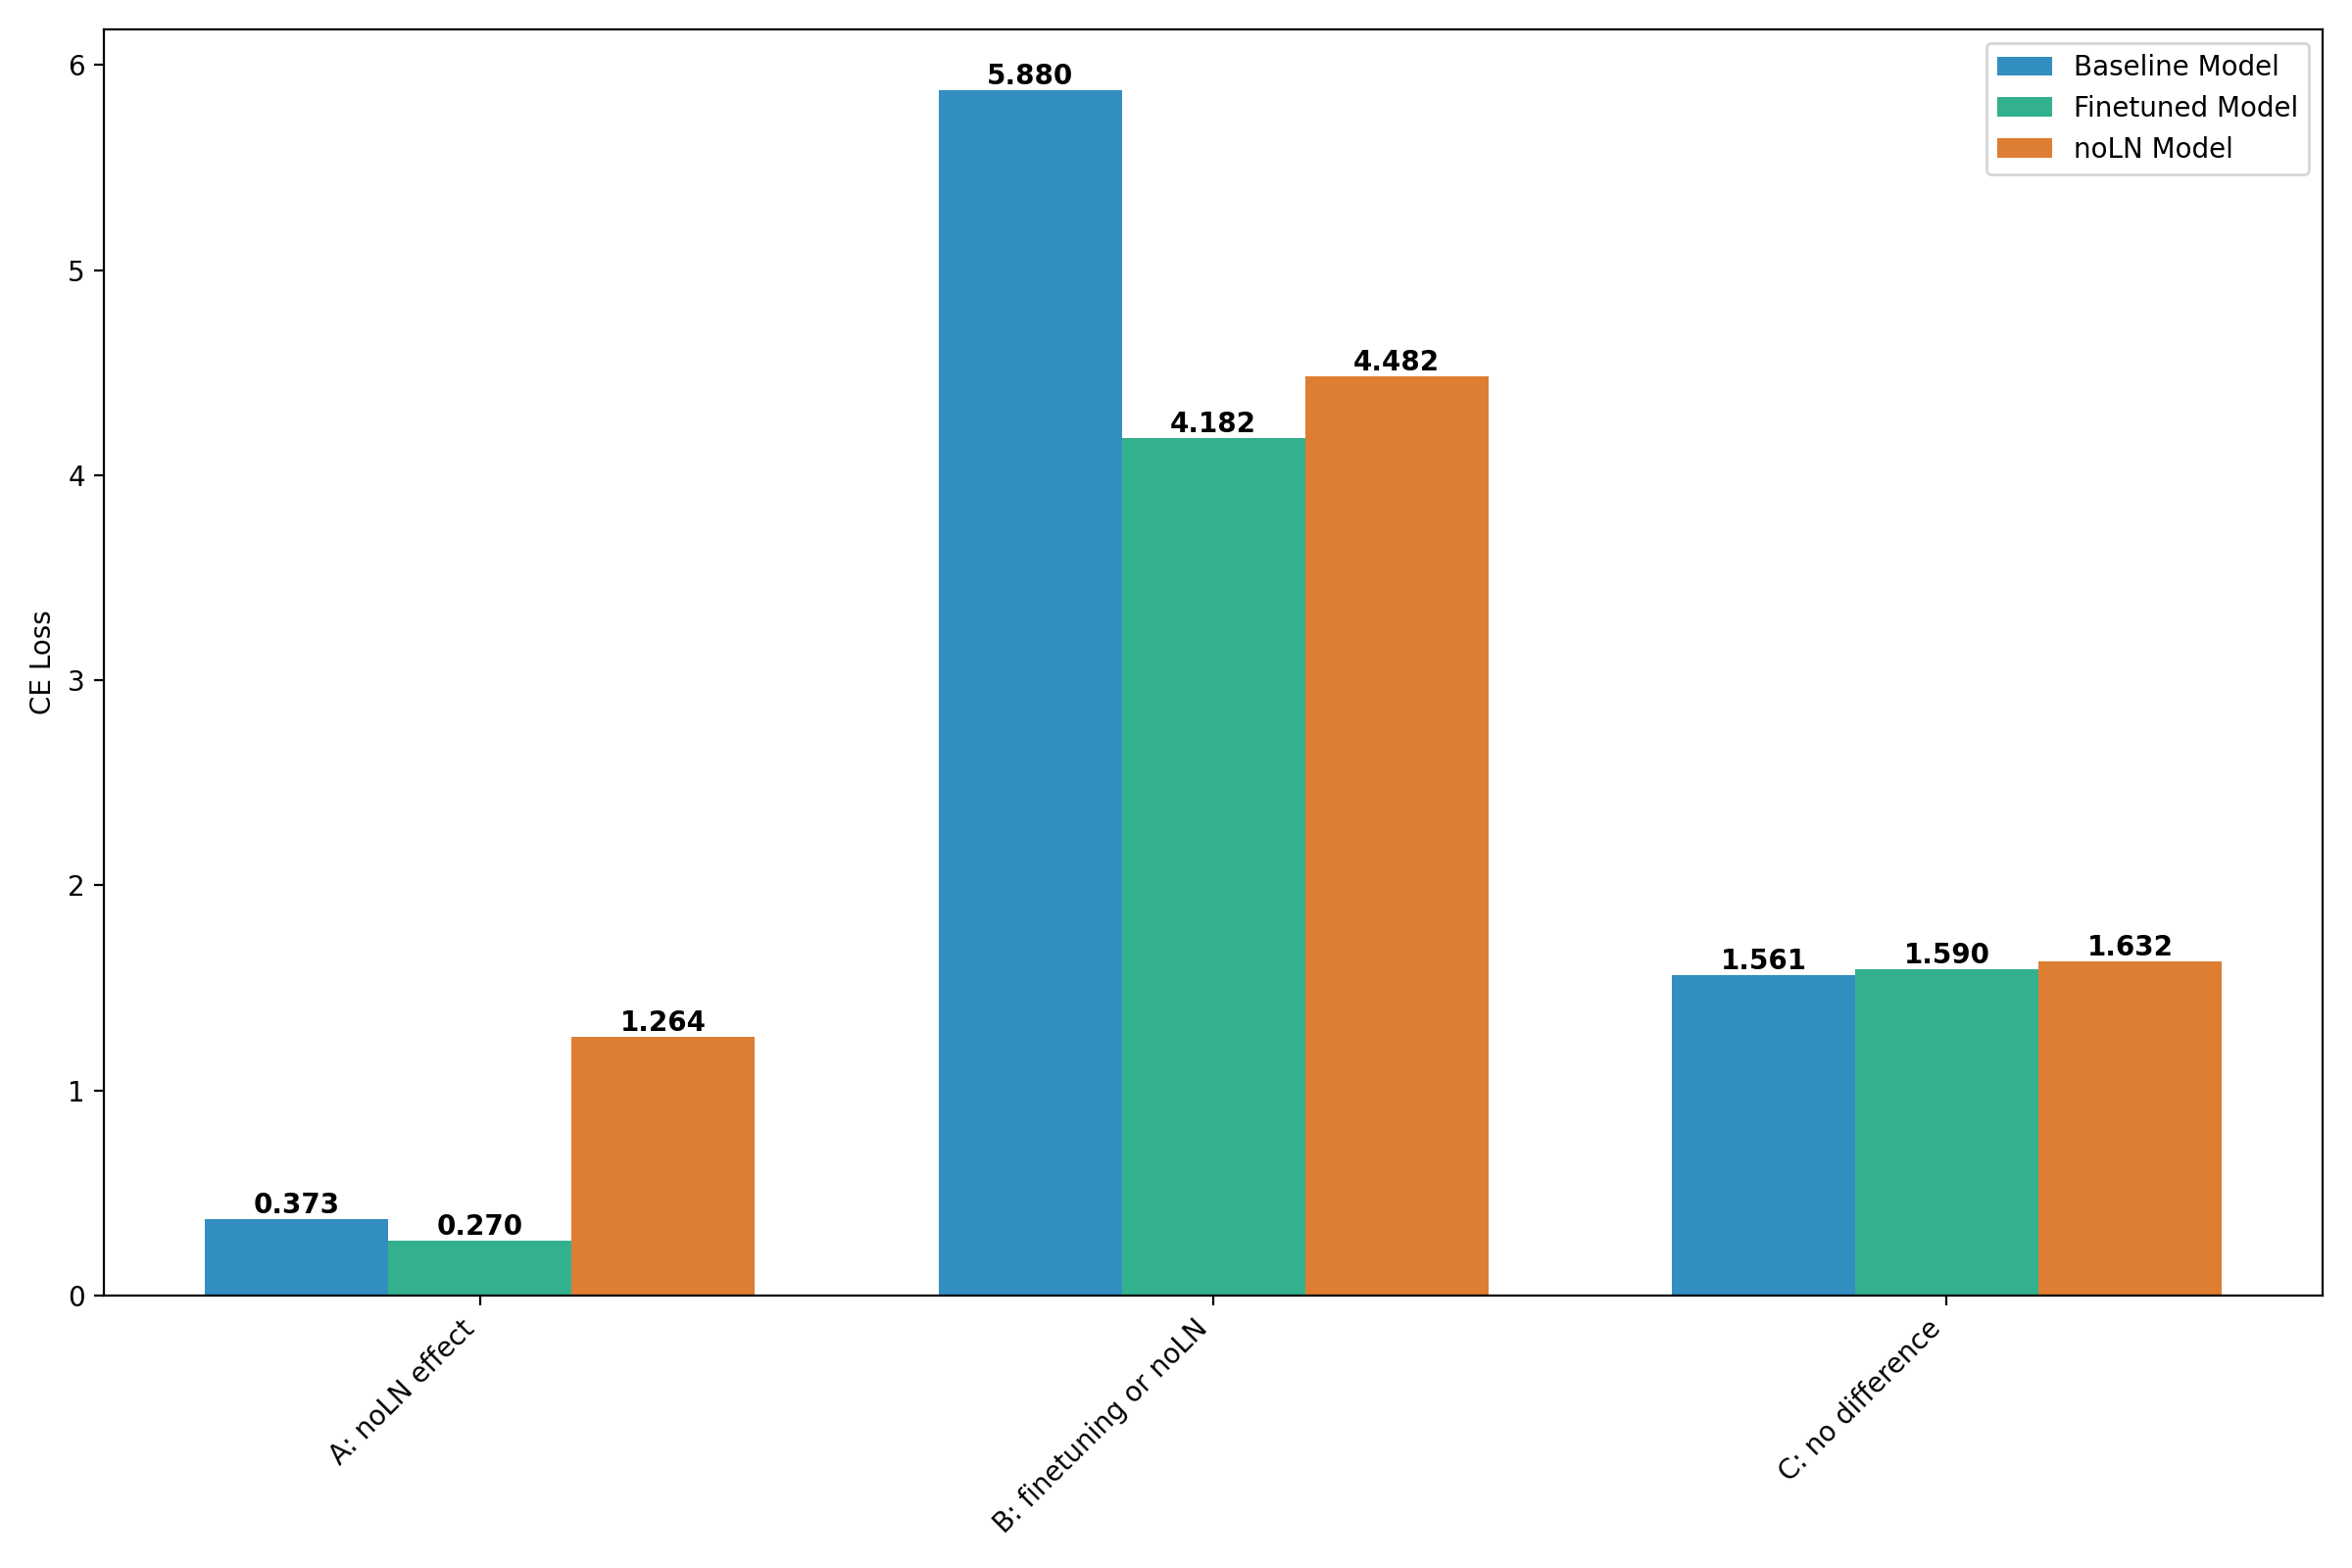 Baseline Model
Finetuned Model
noLN Model
CE Loss
6
5
4
3
2
1
0
0.373
0.270
1.264
5.880
4.182
4.482
1.561
1.590
1.632
A: noLN effect
B: finetuning or noLN
C: no difference